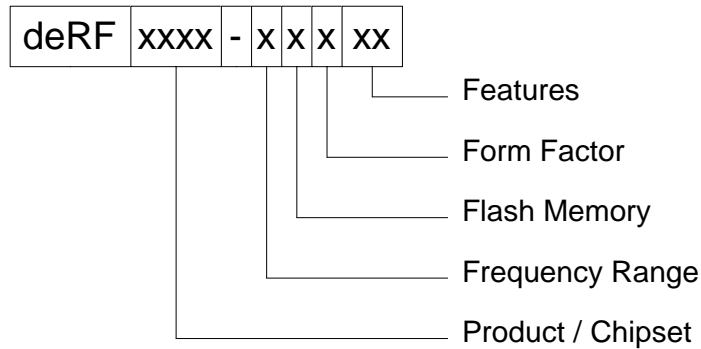 deRF xxxx - x x x xx
Features
Form Factor
Flash Memory
Frequency Range
Product / Chipset